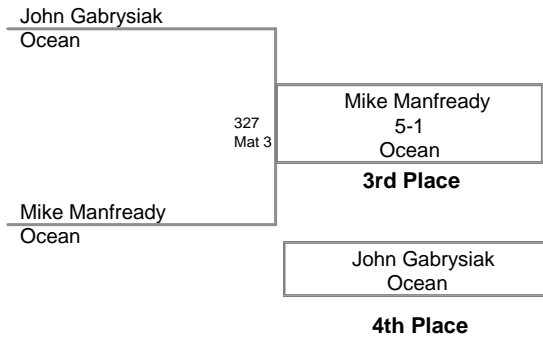 John Gabrysiak
Ocean
327
Mat 3
Mike Manfready
5-1
Ocean
3rd Place
Mike Manfready
Ocean
John Gabrysiak
Ocean
4th Place